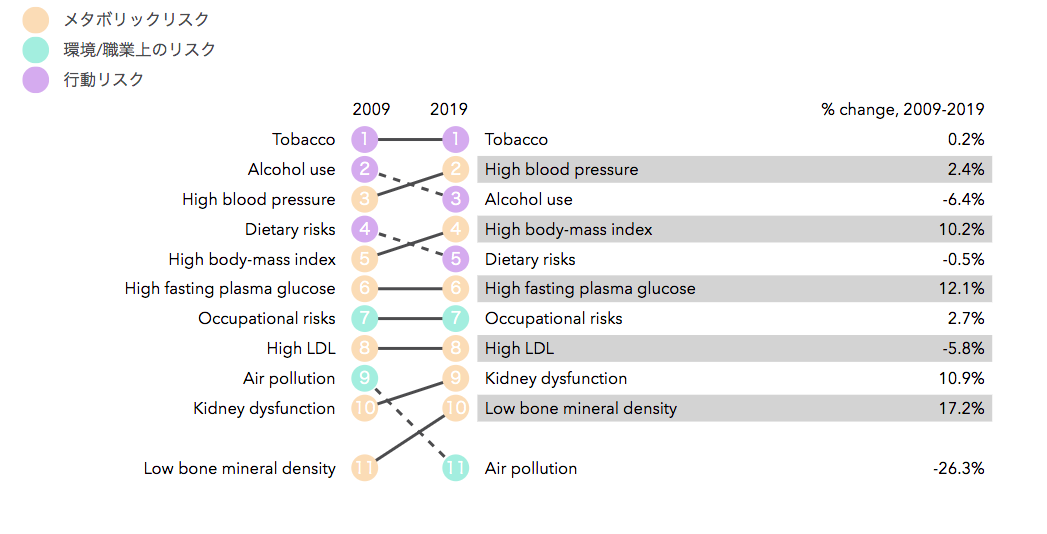 メタボリックリスク
環境/職業上のリスク
行動リスク
2009 2019 % change, 2009-2019
Tobacco 1 1 Tobacco 0.2%
Alcohol use 2 2 High blood pressure 2.4%
High blood pressure 3 3 Alcohol use -6.4%
Dietary risks 4 4 High body-mass index 10.2%
High body-mass index 5 5 Dietary risks -0.5%
High fasting plasma glucose 6 6 High fasting plasma glucose 12.1%
Occupational risks 7 7 Occupational risks 2.7%
High LDL 8 8 High LDL -5.8%
Air pollution 9 9 Kidney dysfunction 10.9%
Kidney dysfunction 10 10 Low bone mineral density 17.2%
Low bone mineral density 11 11 Air pollution -26.3%